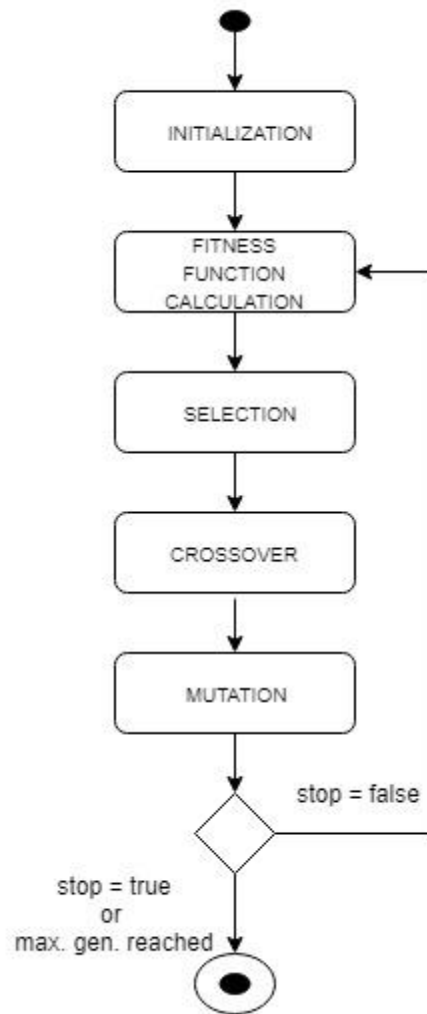 INITIALIZATION
FITNESS
FUNCTION
CALCULATION
SELECTION
CROSSOVER
MUTATION
stop = false
stop = true
or
max. gen. reached